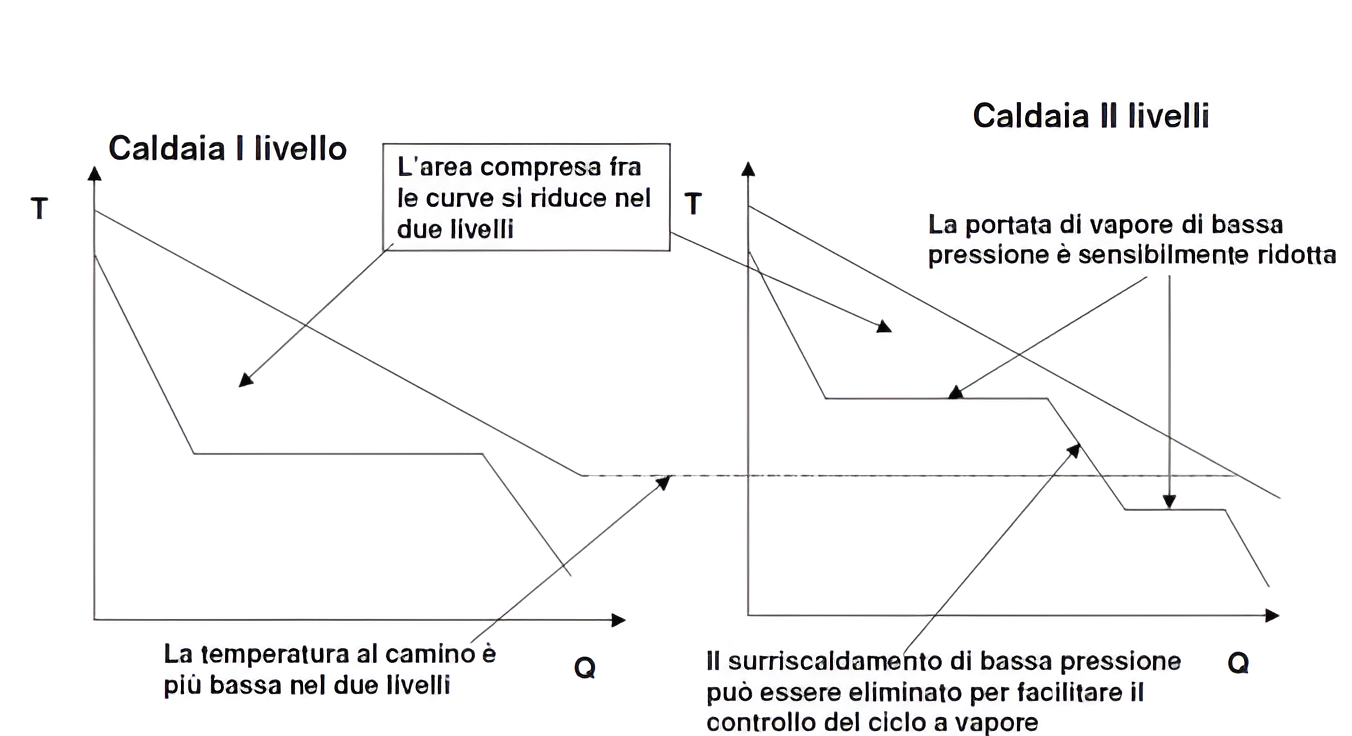 Caldaia II livelli
Caldaia I livello
L'area compresa fra
le curve si riduce nel
due livelli
T
T
La portata di vapore di bassa
pressione è sensibilmente ridotta
La temperatura al camino è
più bassa nel due livelli
Q
Il surriscaldamento di bassa pressione
può essere eliminato per facilitare il
controllo del ciclo a vapore
Q